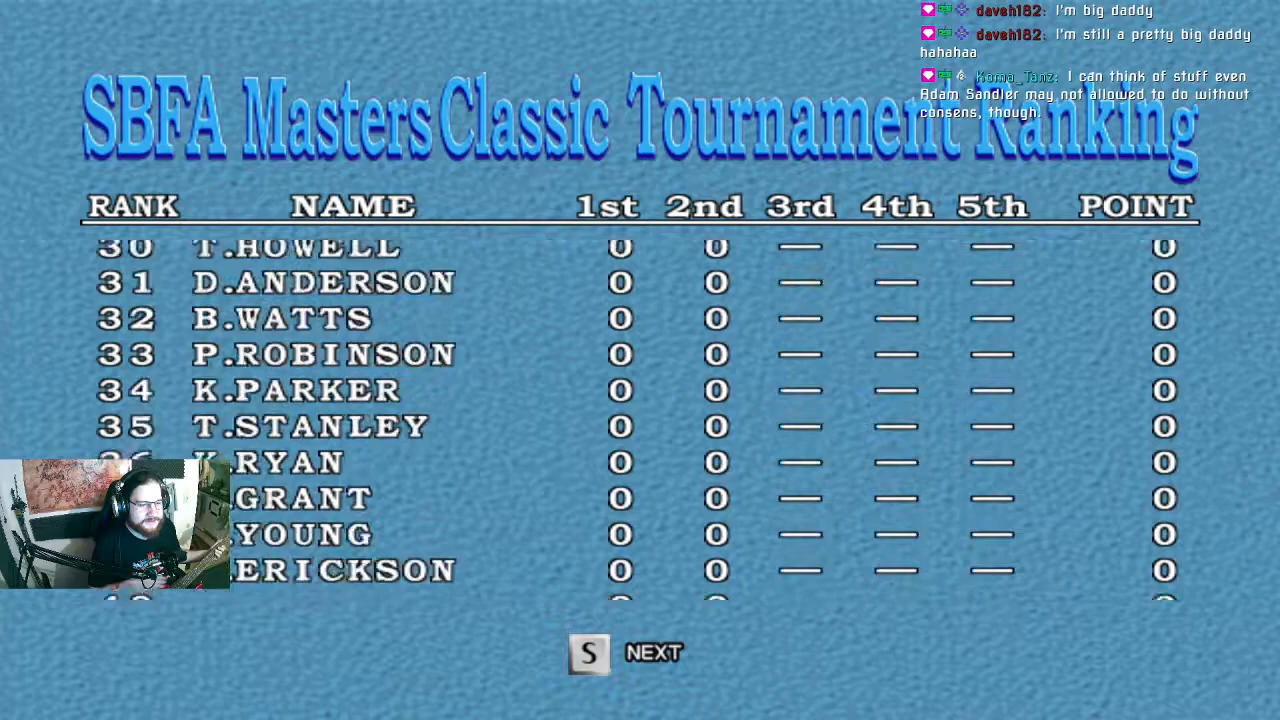 daveh182: I'm big daddy
daveh182: I'm still a pretty big daddy
hahahaa
Koma_Tanz: I can think of stuff even
Adam Sandler may not allowed to do without
consens, though.
SBFA Masters Classic Tournament Ranking
RANK NAME 1st 2nd 3rd 4th 5th POINT
30 T.HOWELL 0 0 — — — 0
31 D.ANDERSON 0 0 — — — 0
32 B.WATTS 0 0 — — — 0
33 P.ROBINSON 0 0 — — — 0
34 K.PARKER 0 0 — — — 0
35 T.STANLEY 0 0 — — — 0
.RYAN 0 0 — — — 0
.GRANT 0 0 — — — 0
.YOUNG 0 0 — — — 0
ERICKSON 0 0 — — — 0
S NEXT